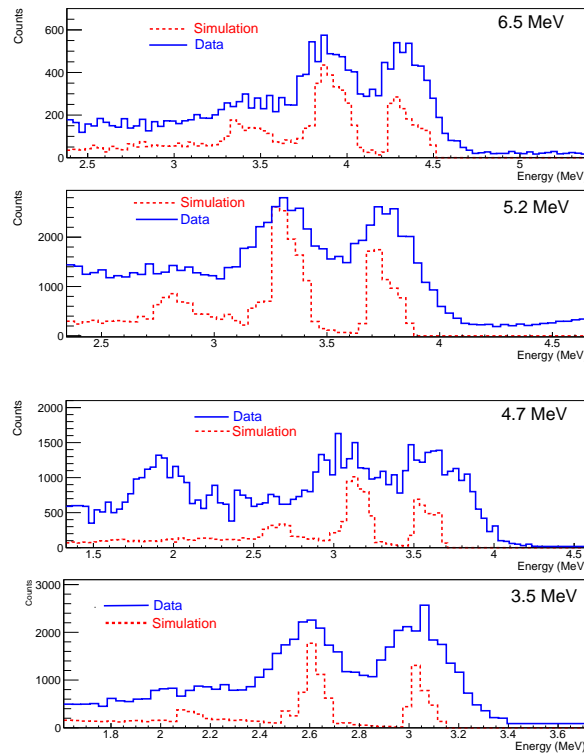 6.5 MeV
Simulation
Data
Counts
600
400
200
0
2.5 3 3.5 4 4.5 5
Energy (MeV)
5.2 MeV
Simulation
Data
Counts
2000
1000
0
2.5 3 3.5 4 4.5
Energy (MeV)
4.7 MeV
Data
Simulation
Counts
2000
1500
1000
500
0
1.5 2 2.5 3 3.5 4 4.5
Energy (MeV)
3.5 MeV
Data
Simulation
Counts
3000
2000
1000
0
1.8 2 2.2 2.4 2.6 2.8 3 3.2 3.4 3.6
Energy (MeV)